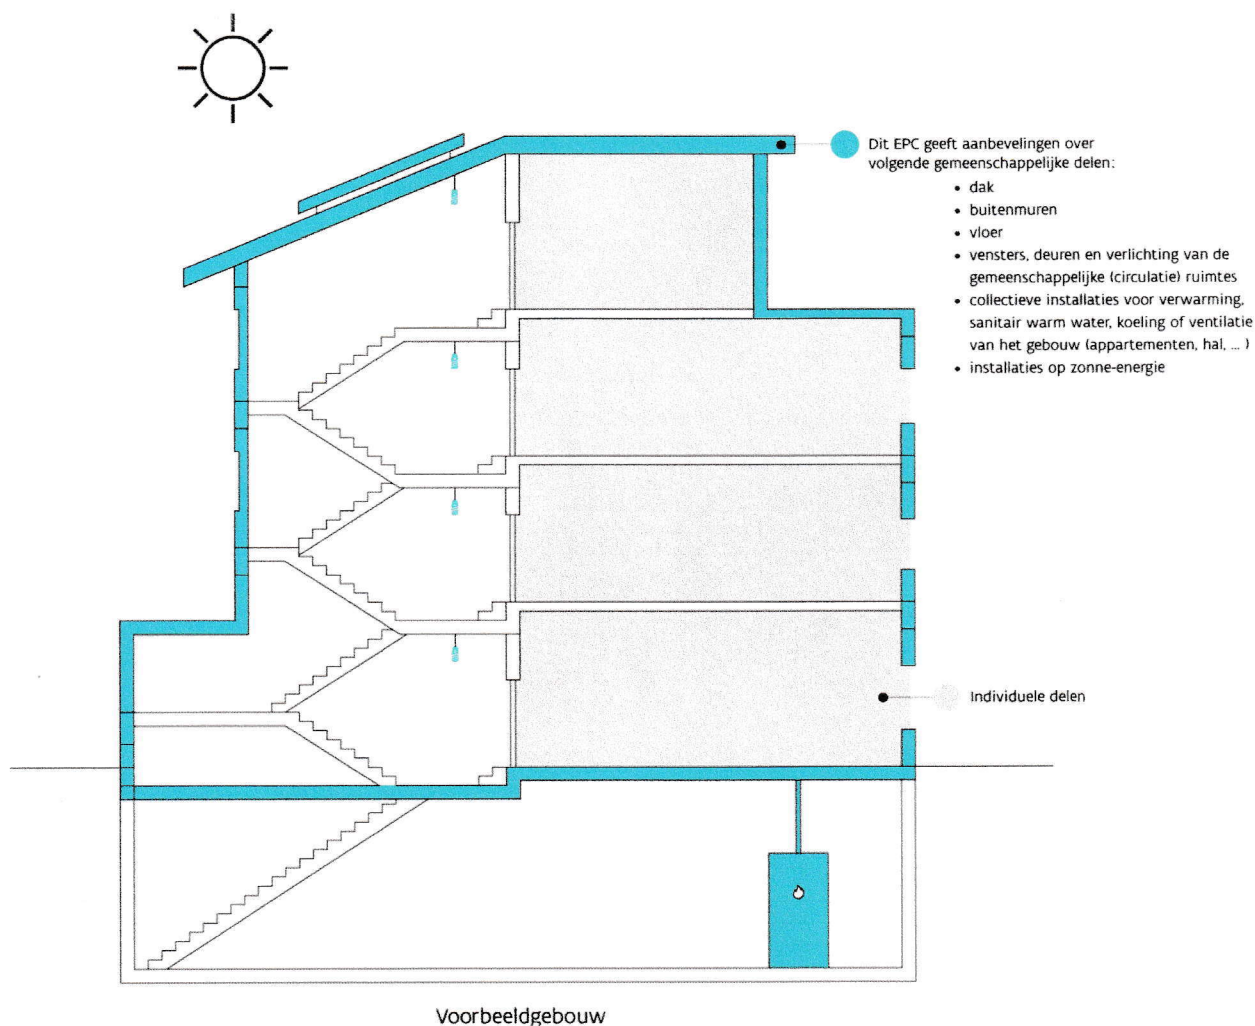 Dit EPC geeft aanbevelingen over
volgende gemeenschappelijke delen:
• dak
• buitenmuren
• vloer
• vensters, deuren en verlichting van de
gemeenschappelijke (circulatie) ruimtes
• collectieve installaties voor verwarming,
sanitair warm water, koeling of ventilatie
van het gebouw (appartementen, hal, ... )
• installaties op zonne-energie
Individuele delen
Voorbeeldgebouw